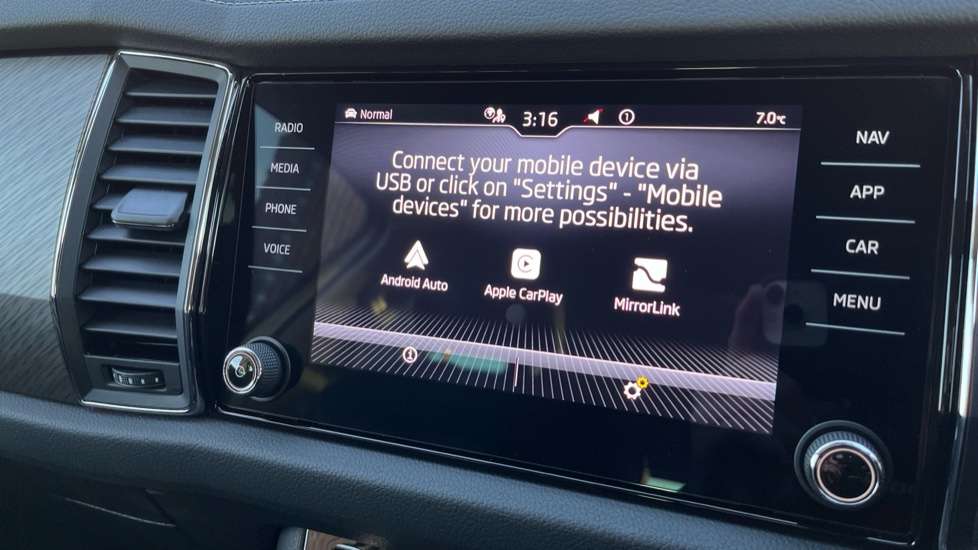 Normal
3:16
1
7.0°c
RADIO
MEDIA
PHONE
VOICE
Connect your mobile device via
USB or click on "Settings" - "Mobile
devices" for more possibilities.
Android Auto
Apple CarPlay
MirrorLink
NAV
APP
CAR
MENU